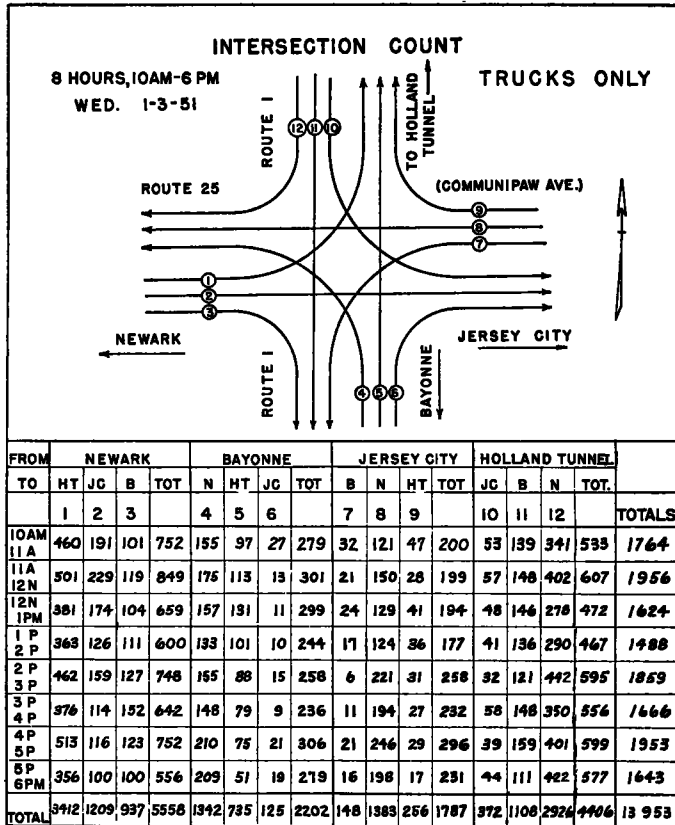 INTERSECTION COUNT
8 HOURS, 10AM-6 PM
WED. 1-3-51
TRUCKS ONLY
ROUTE 1
TO HOLLAND
TUNNEL
12 11 10
ROUTE 25
(COMMUNIPAW AVE.)
9
8
7
1
2
3
NEWARK
JERSEY CITY
ROUTE 1
4 5 6
BAYONNE
FROM NEWARK BAYONNE JERSEY CITY HOLLAND TUNNEL
TO HT JC B TOT N HT JC TOT B N HT TOT JC B N TOT.
1 2 3 4 5 6 7 8 9 10 11 12 TOTALS
10AM 11A 460 191 101 752 155 97 27 279 32 121 47 200 53 139 341 533 1764
11A 12N 501 229 119 849 175 113 13 301 21 150 28 199 57 148 402 607 1956
12N 1PM 381 174 104 659 157 131 11 299 24 129 41 194 48 146 278 472 1624
1P 2P 363 126 111 600 133 101 10 244 17 124 36 177 41 136 290 467 1488
2P 3P 462 159 127 748 155 88 15 258 6 221 31 258 32 121 442 595 1859
3P 4P 376 114 152 642 148 79 9 236 11 194 27 232 58 148 350 556 1666
4P 5P 513 116 123 752 210 75 21 306 21 246 29 296 39 159 401 599 1953
5P 6PM 356 100 100 556 209 51 19 279 16 198 17 231 44 111 422 577 1643
TOTAL 3412 1209 937 5558 1342 735 125 2202 148 1383 256 1787 372 1108 2926 4406 13 953